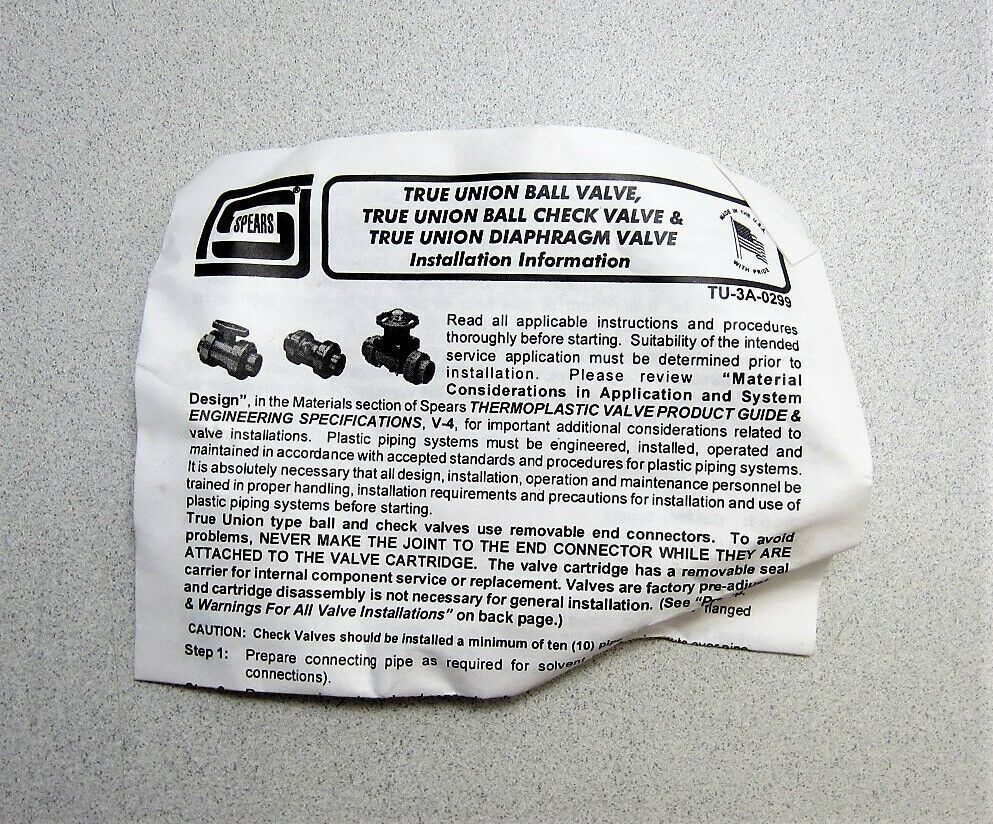 SPEARS®
TRUE UNION BALL VALVE,
TRUE UNION BALL CHECK VALVE &
TRUE UNION DIAPHRAGM VALVE
Installation Information
MADE IN THE U.S.A.
WITH PRIDE
TU-3A-0299
Read all applicable instructions and procedures
thoroughly before starting. Suitability of the intended
service application must be determined prior to
installation. Please review "Material
Considerations in Application and System
Design", in the Materials section of Spears THERMOPLASTIC VALVE PRODUCT GUIDE &
ENGINEERING SPECIFICATIONS, V-4, for important additional considerations related to
valve installations. Plastic piping systems must be engineered, installed, operated and
maintained in accordance with accepted standards and procedures for plastic piping systems.
It is absolutely necessary that all design, installation, operation and maintenance personnel be
trained in proper handling, installation requirements and precautions for installation and use of
plastic piping systems before starting.
True Union type ball and check valves use removable end connectors. To avoid
problems, NEVER MAKE THE JOINT TO THE END CONNECTOR WHILE THEY ARE
ATTACHED TO THE VALVE CARTRIDGE. The valve cartridge has a removable seal
carrier for internal component service or replacement. Valves are factory
and cartridge disassembly is not necessary for general installation. (See
& Warnings For All Valve Installations" on back page.) flanged
CAUTION: Check Valves should be installed a minimum of ten (10)
Step 1: Prepare connecting pipe as required for
connections).